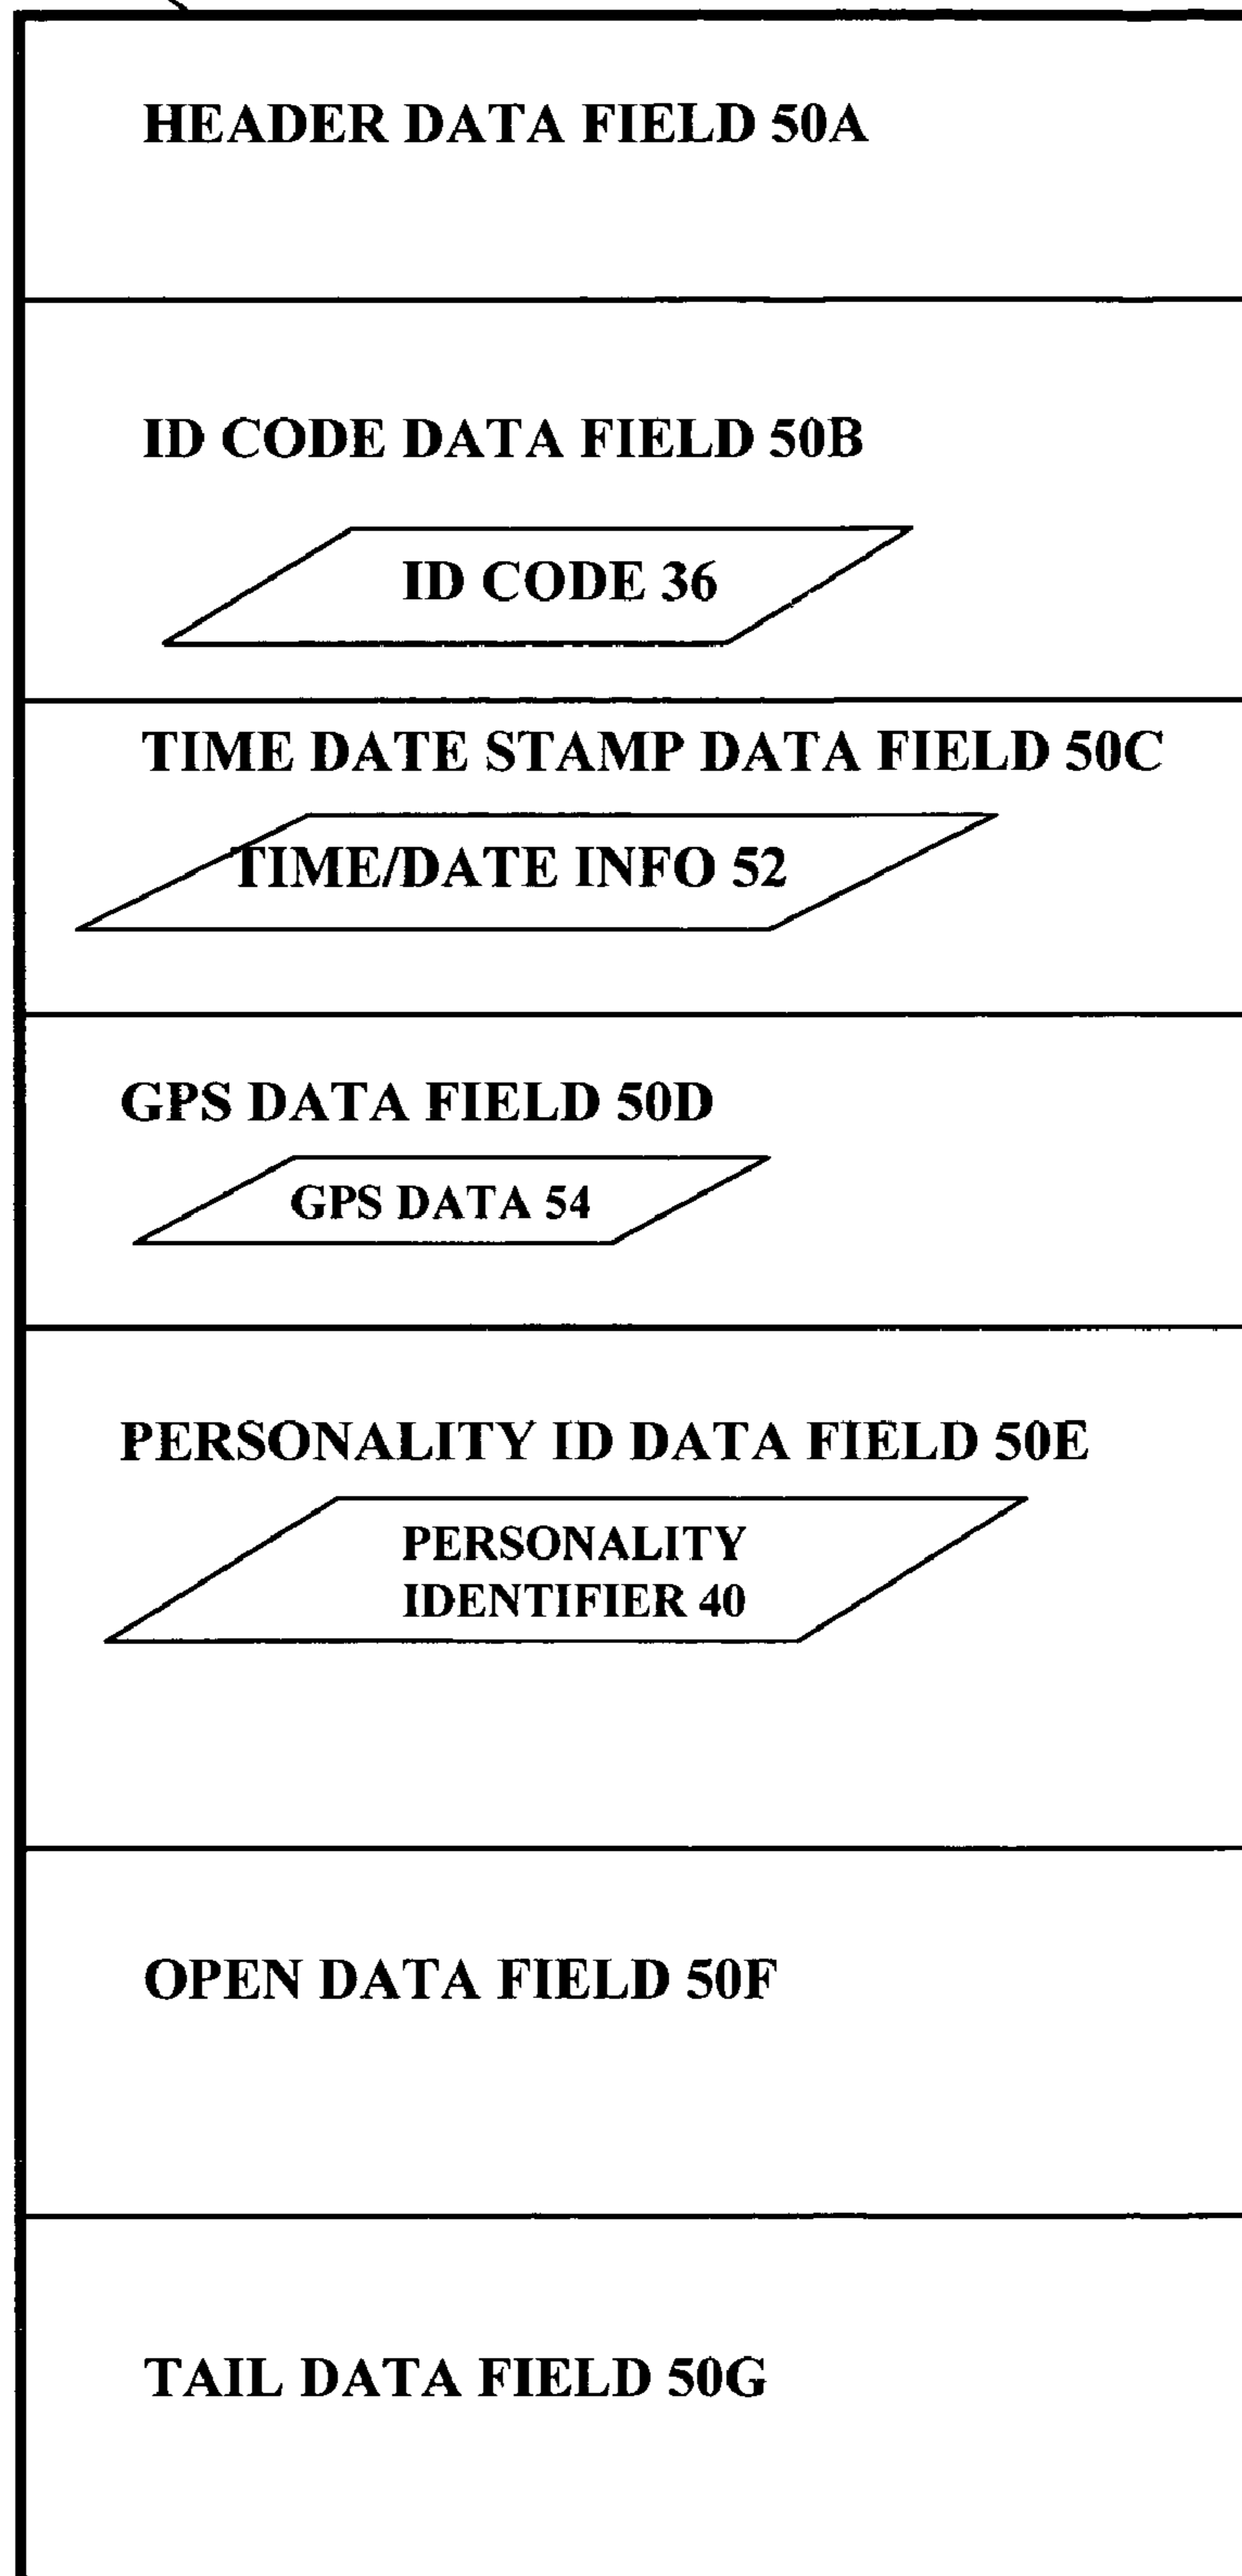 HEADER DATA FIELD 50A
ID CODE DATA FIELD 50B
ID CODE 36
TIME DATE STAMP DATA FIELD 50C
TIME/DATE INFO 52
GPS DATA FIELD 50D
GPS DATA 54
PERSONALITY ID DATA FIELD 50E
PERSONALITY
IDENTIFIER 40
OPEN DATA FIELD 50F
TAIL DATA FIELD 50G